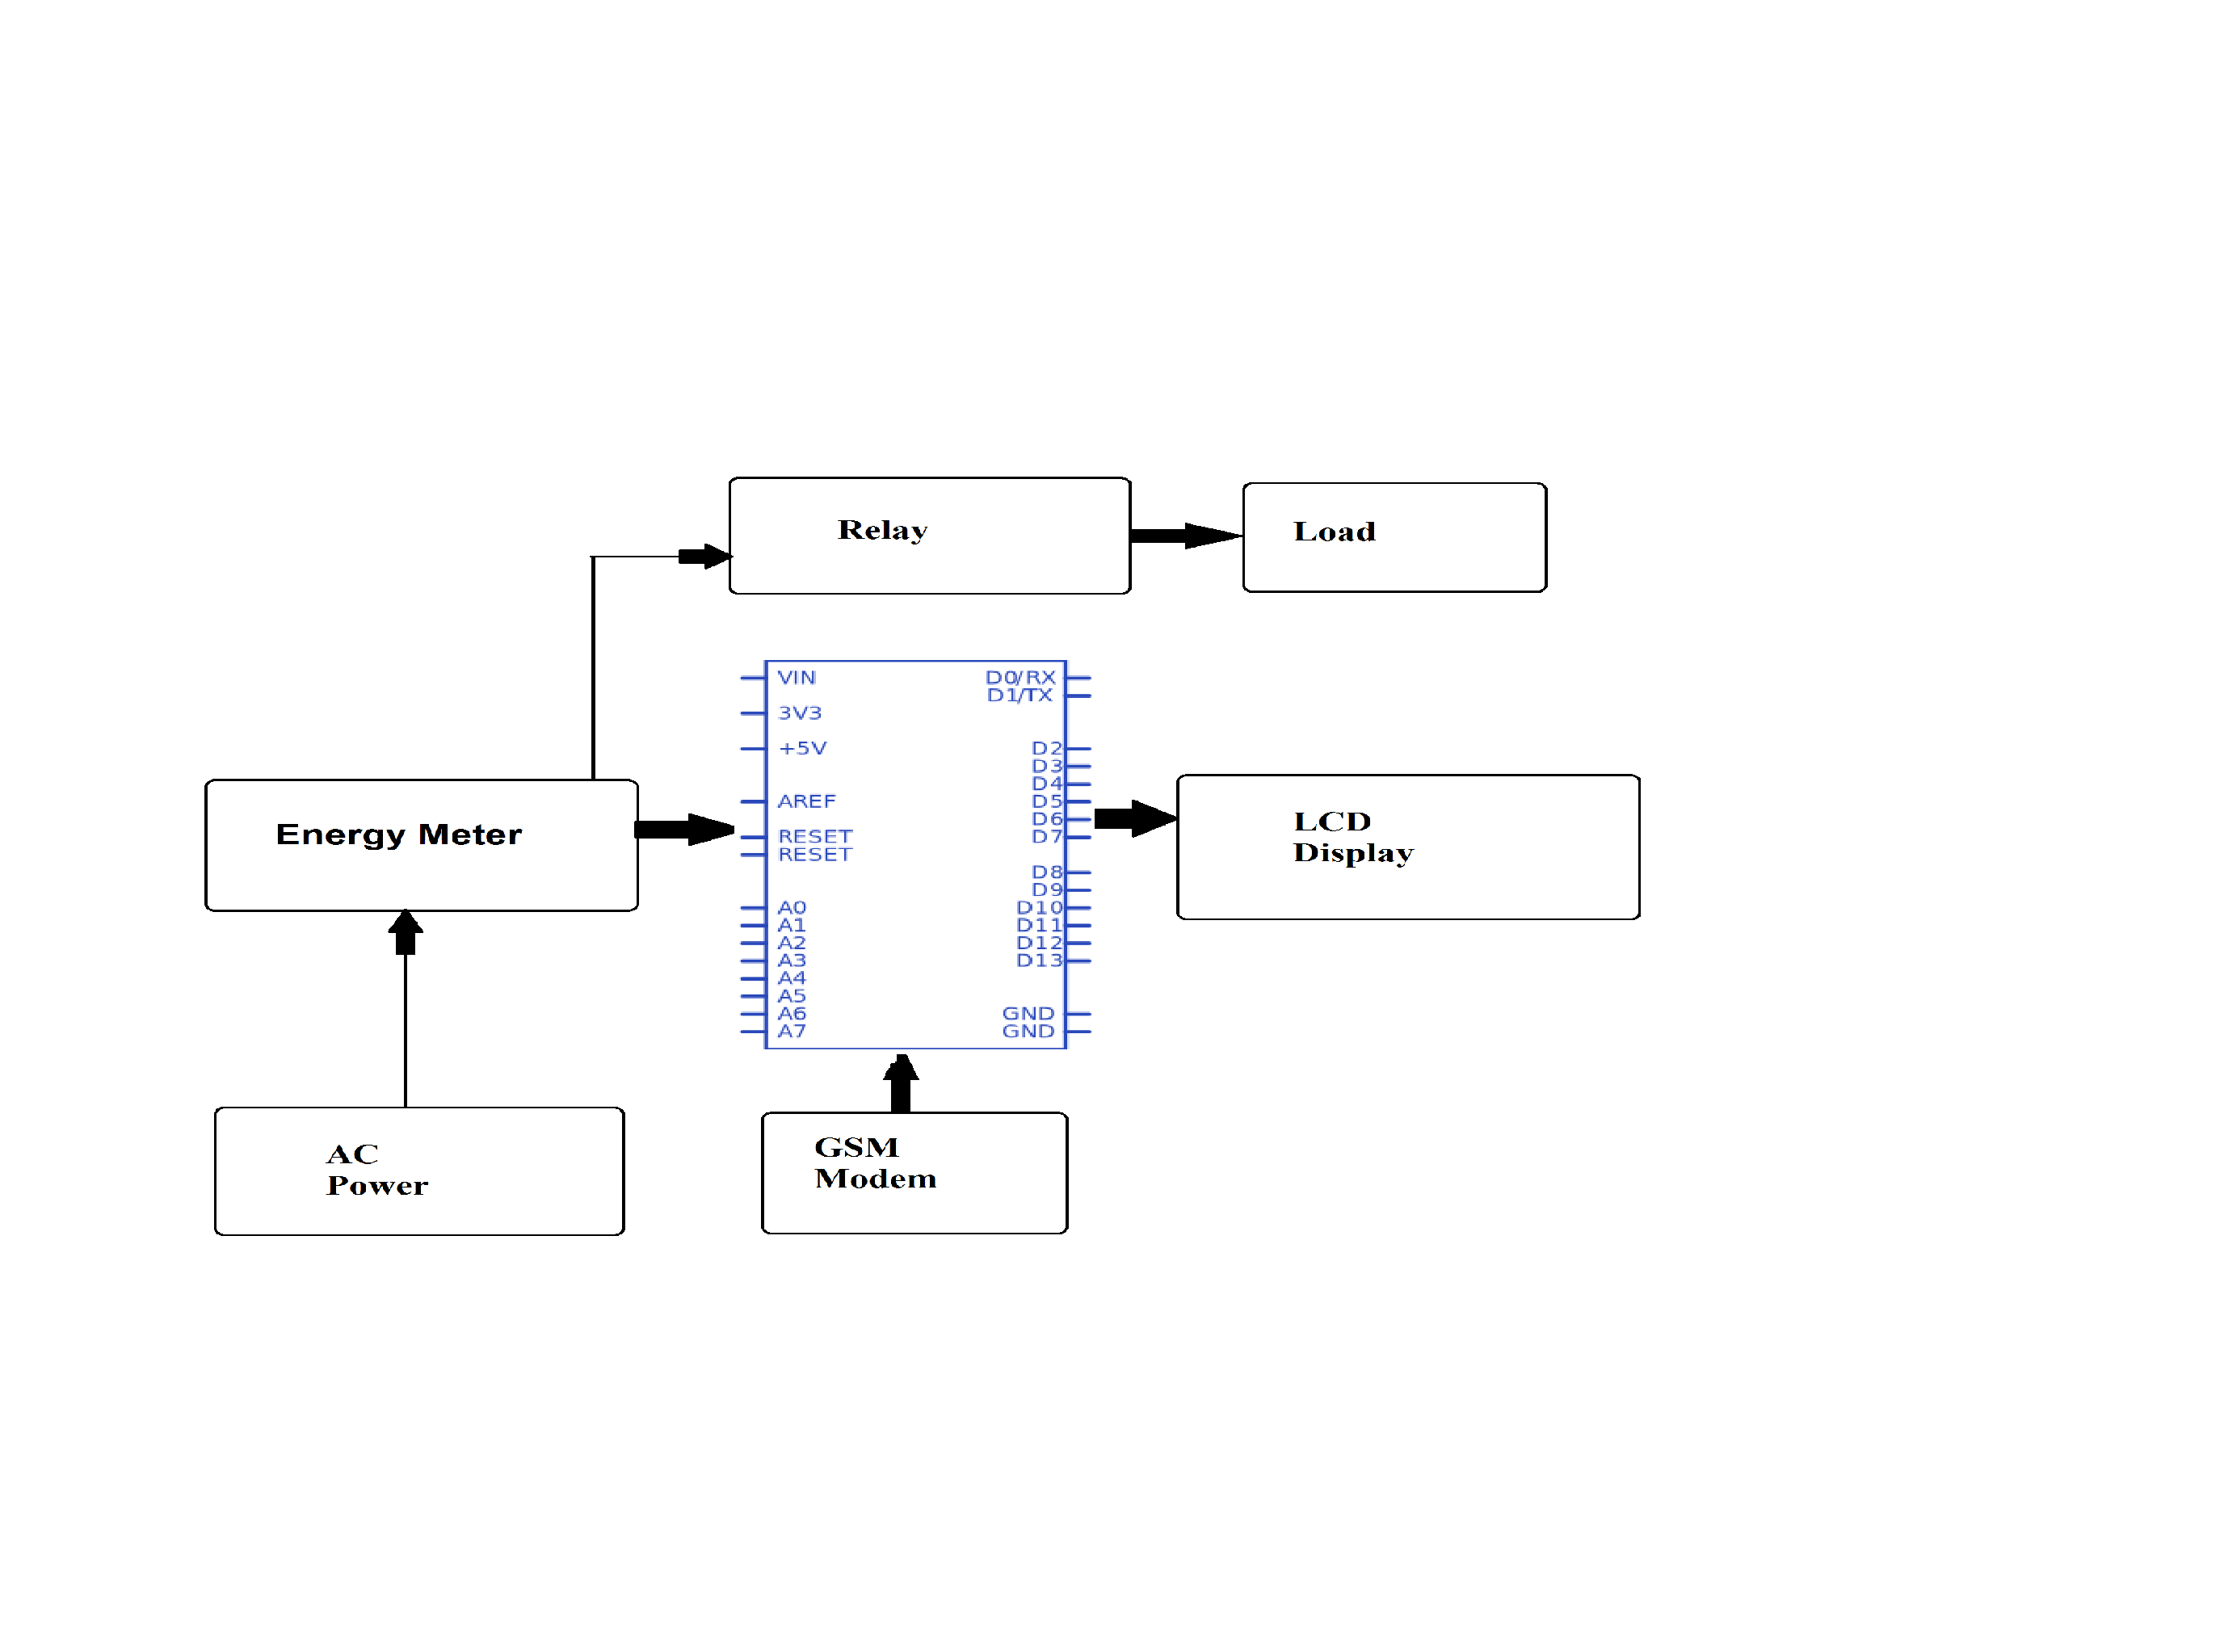 Relay
Load
VIN
D0/RX
D1/TX
3V3
+5V
D2
D3
D4
AREF
D5
D6
RESET
D7
RESET
D8
D9
A0
D10
A1
D11
A2
D12
A3
D13
A4
A5
A6
GND
A7
GND
Energy Meter
LCD
Display
AC
Power
GSM
Modem